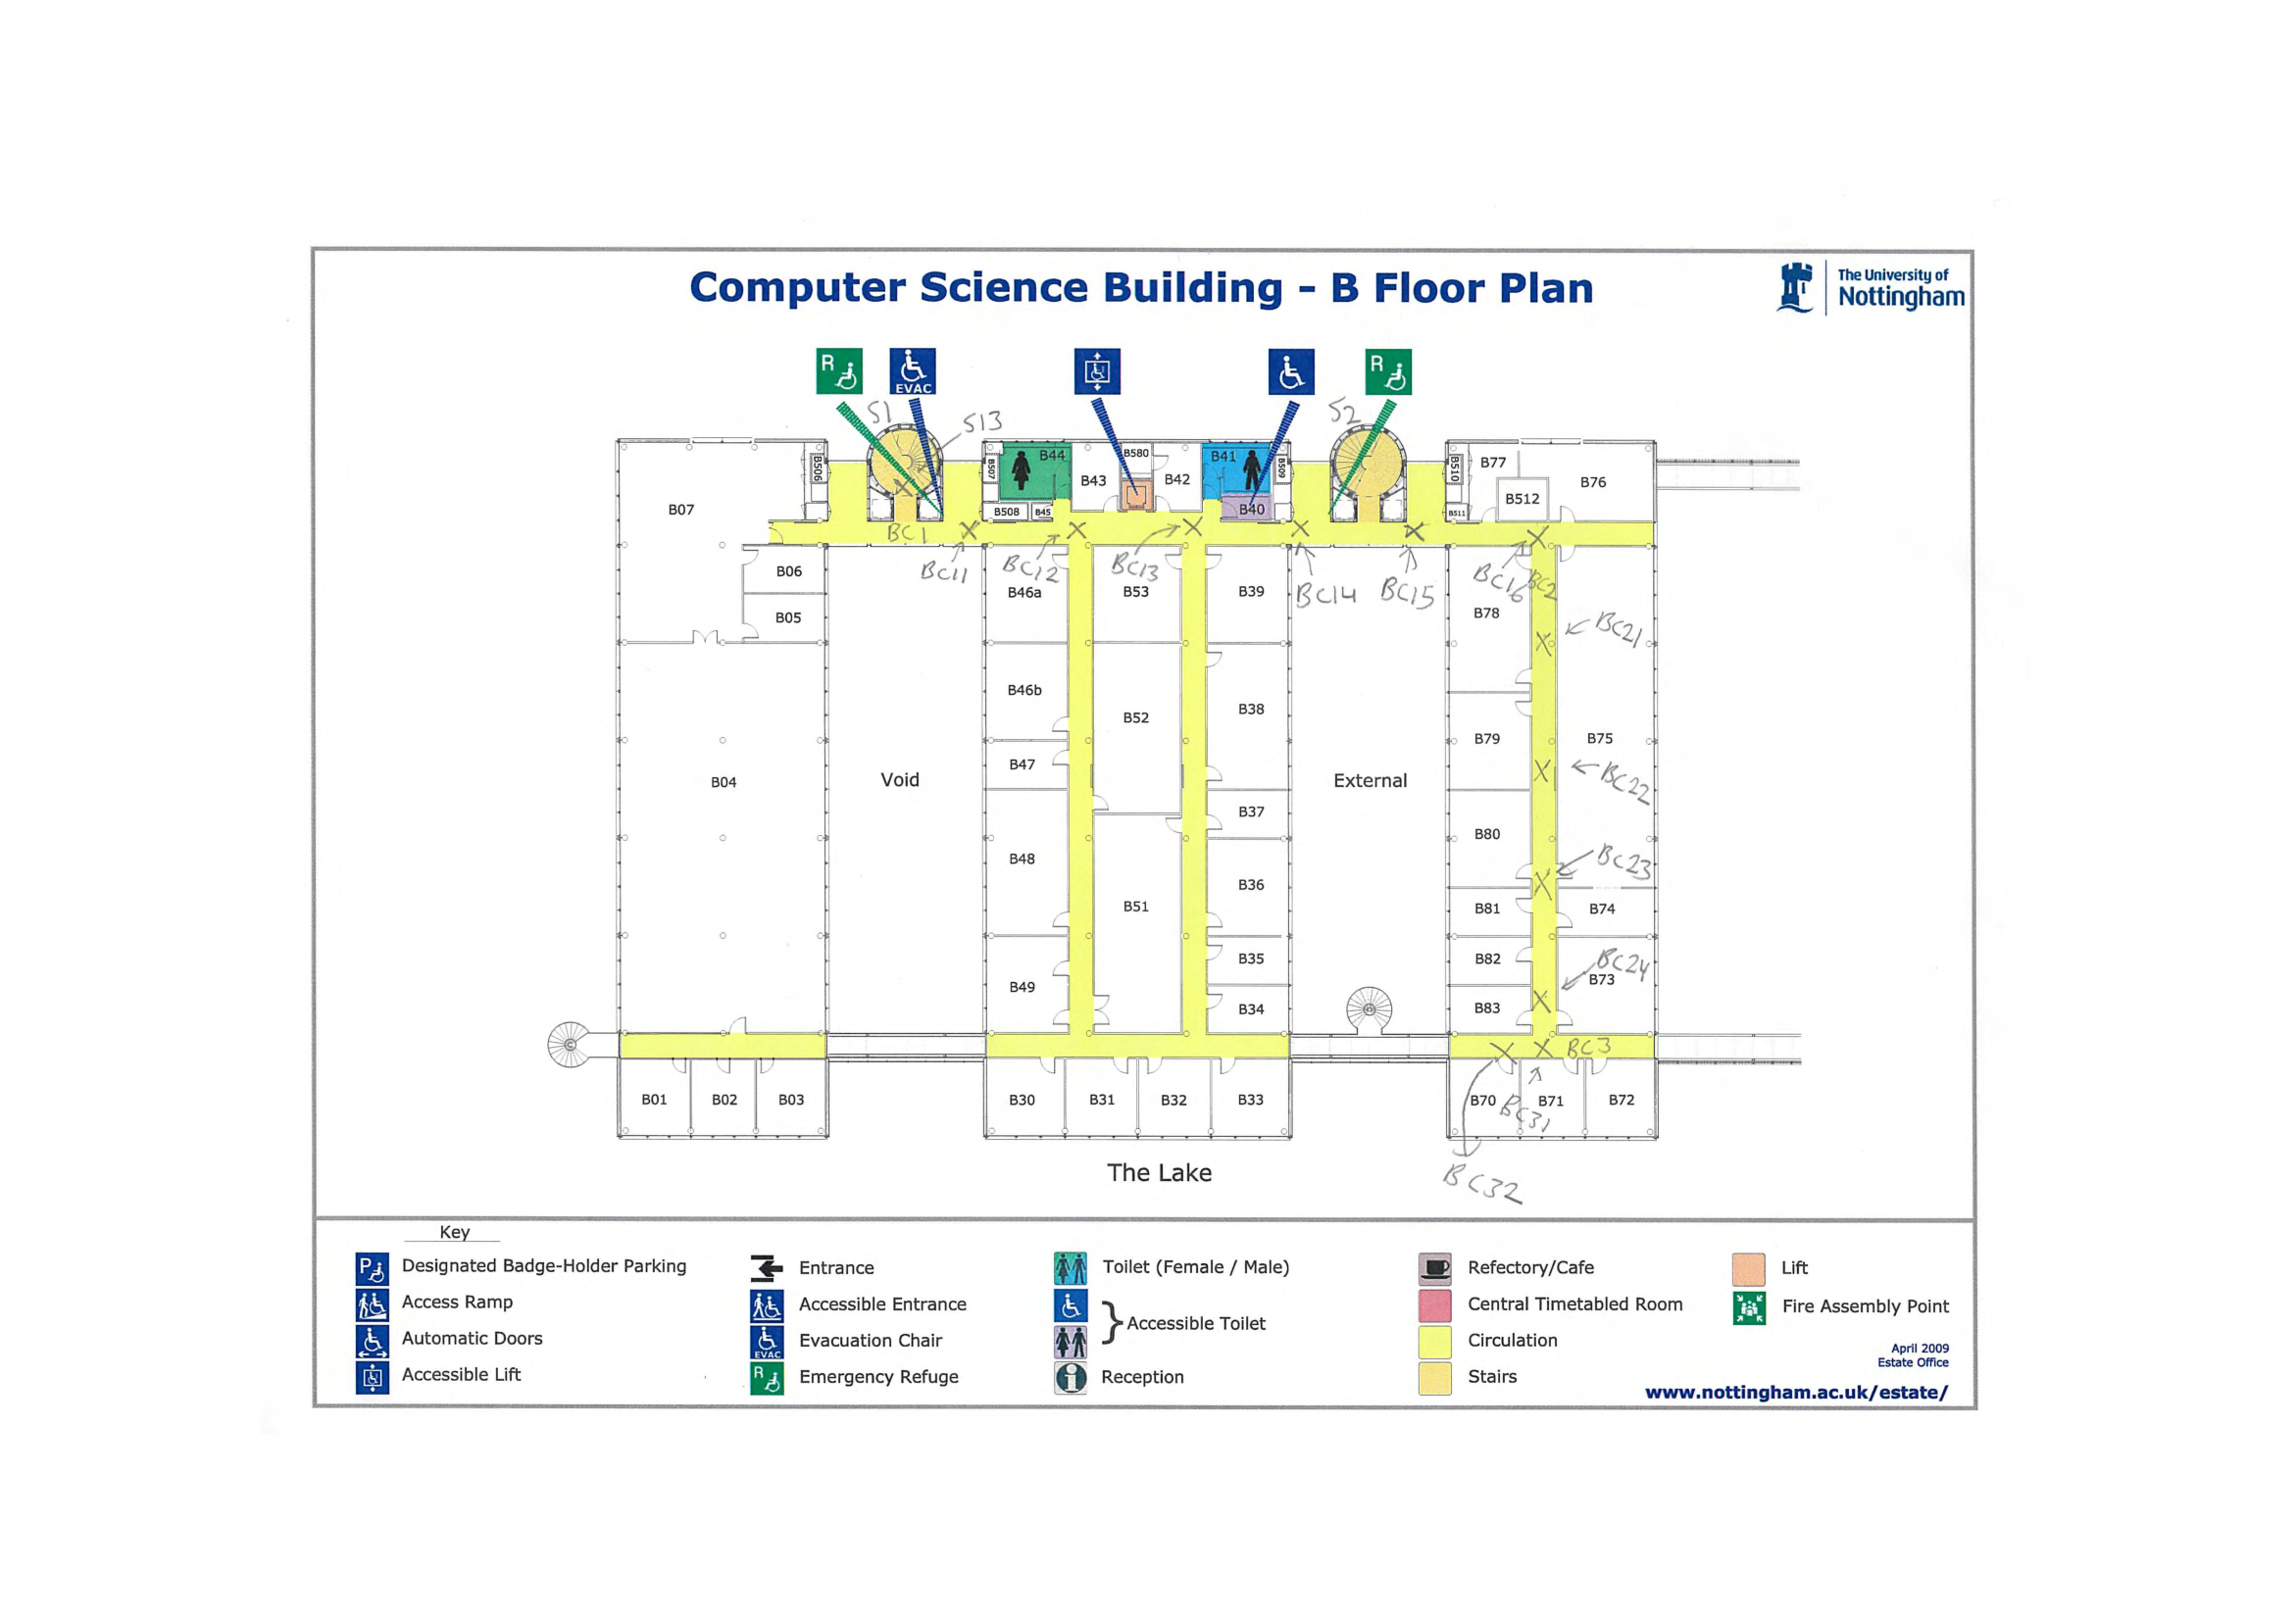 Computer Science Building - B Floor Plan
The University of
Nottingham
R
EVAC
R
S1
S13
S2
B506
B507
B44
B43
B580
B42
B41
B509
B510
B77
B512
B76
B07
B508
B45
B40
B511
BC1
BC11
BC12
BC13
BC14
BC15
BC16
BC2
B06
B05
B46a
B53
B39
B78
BC21
B46b
B52
B38
B79
B75
B47
BC22
B04
Void
External
B37
B80
B48
BC23
B36
B51
B81
B74
B35
B82
BC24
B73
B49
B34
B83
BC3
B01
B02
B03
B30
B31
B32
B33
B70
BC31
B71
B72
The Lake
BC32
Key
P
Designated Badge-Holder Parking
Access Ramp
Automatic Doors
Accessible Lift
Entrance
Accessible Entrance
EVAC
Evacuation Chair
R
Emergency Refuge
Toilet (Female / Male)
Accessible Toilet
Reception
Refectory/Cafe
Central Timetabled Room
Circulation
Stairs
Lift
Fire Assembly Point
April 2009
Estate Office
www.nottingham.ac.uk/estate/